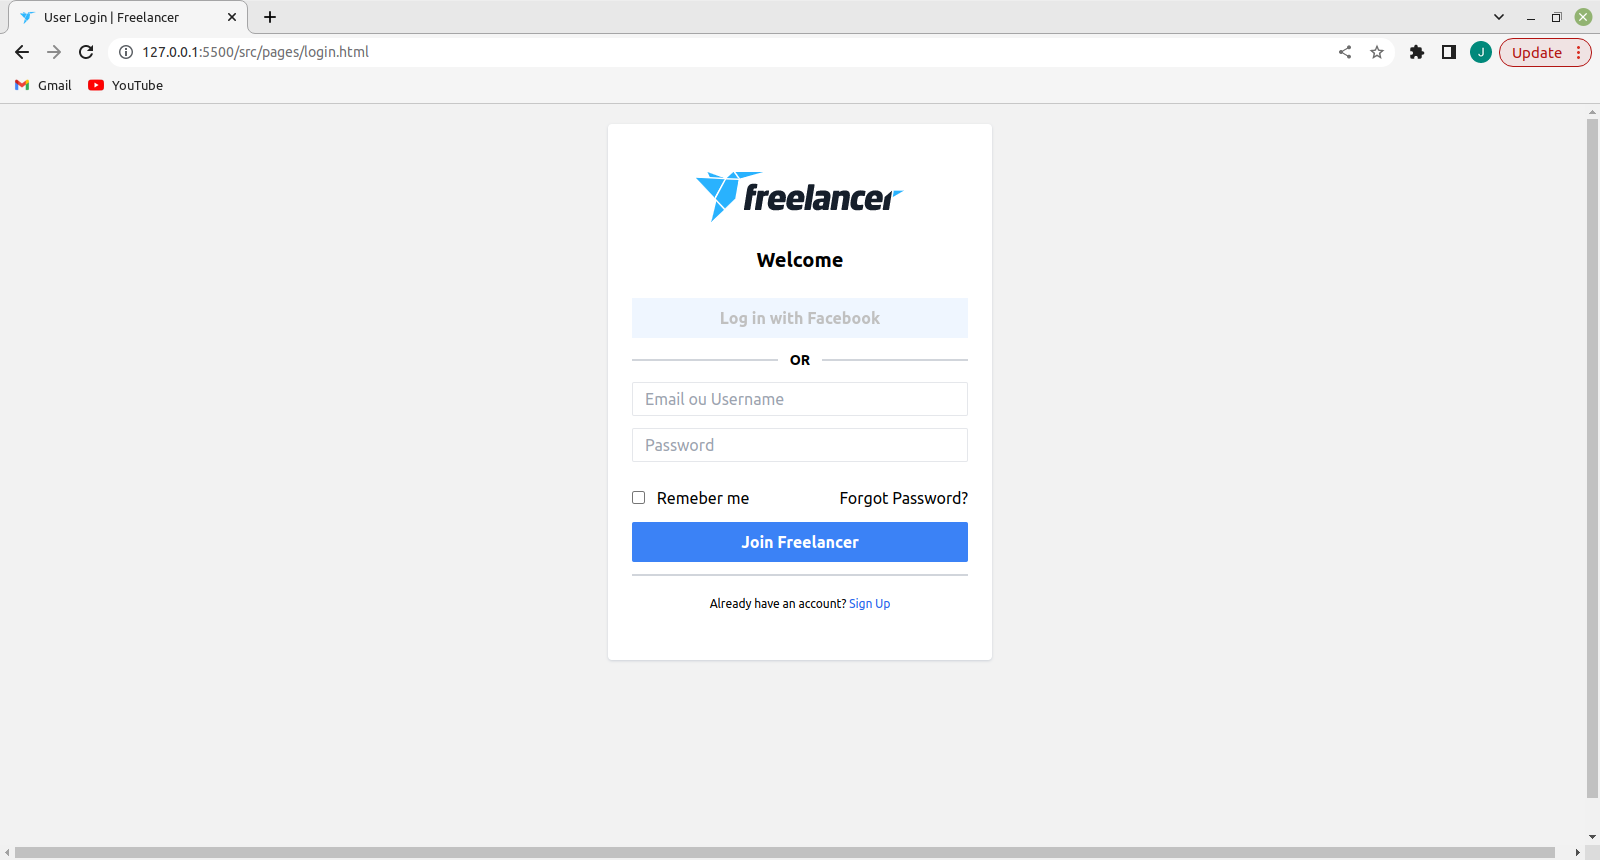 User Login | Freelancer
127.0.0.1:5500/src/pages/login.html
J
Update
Gmail
YouTube
freelancer
Welcome
Log in with Facebook
OR
Email ou Username
Password
Remeber me
Forgot Password?
Join Freelancer
Already have an account? Sign Up